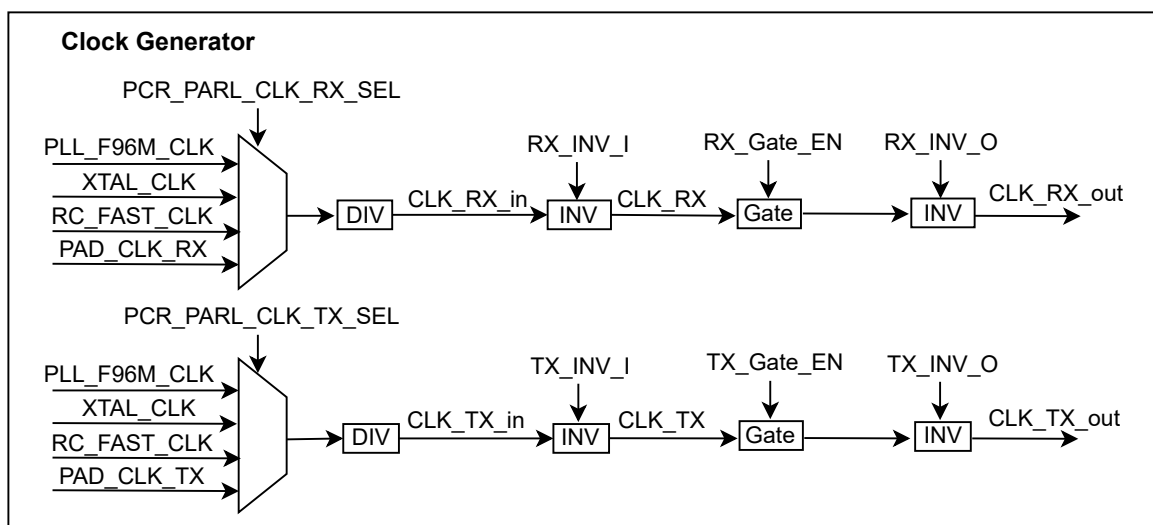 Clock Generator
PCR_PARL_CLK_RX_SEL
PLL_F96M_CLK
XTAL_CLK
RC_FAST_CLK
PAD_CLK_RX
DIV
CLK_RX_in
RX_INV_I
INV
CLK_RX
RX_Gate_EN
Gate
RX_INV_O
INV
CLK_RX_out
PCR_PARL_CLK_TX_SEL
PLL_F96M_CLK
XTAL_CLK
RC_FAST_CLK
PAD_CLK_TX
DIV
CLK_TX_in
TX_INV_I
INV
CLK_TX
TX_Gate_EN
Gate
TX_INV_O
INV
CLK_TX_out